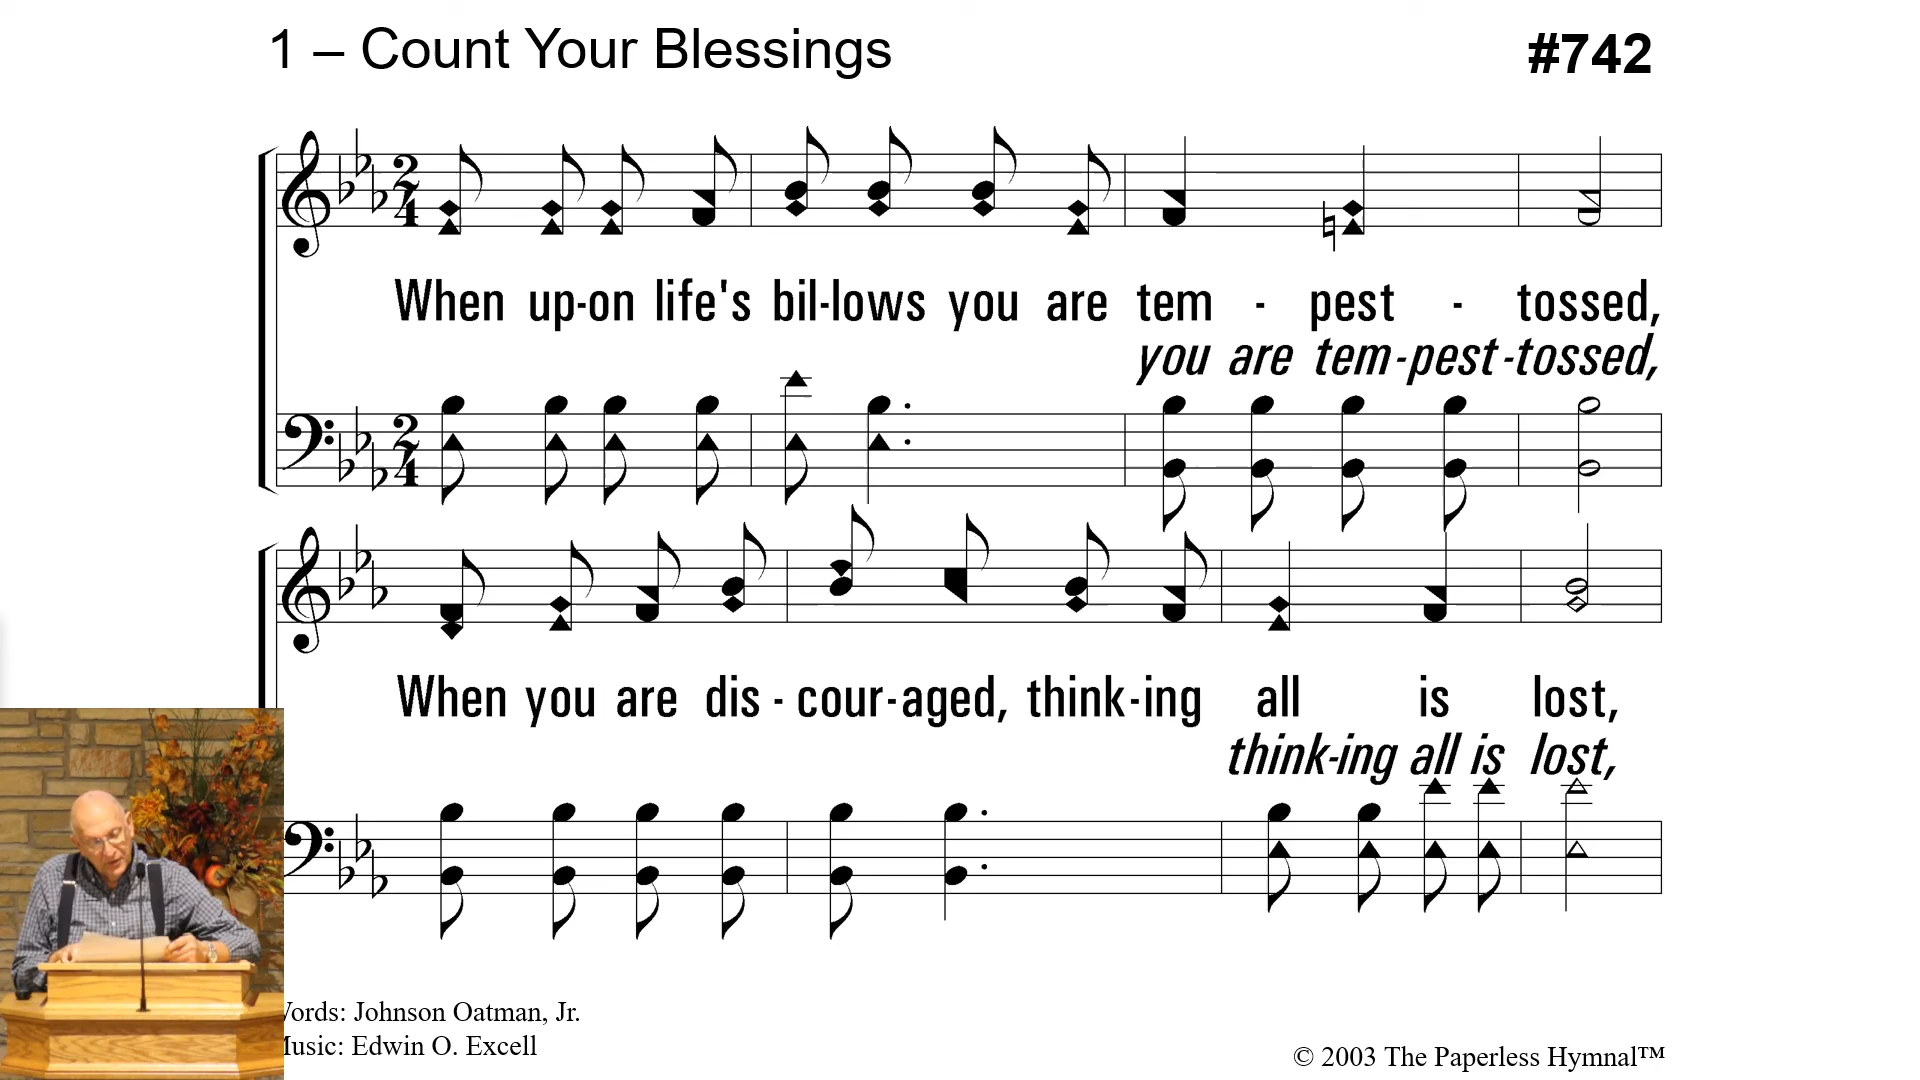 1 – Count Your Blessings #742
When up-on life's bil-lows you are tem - pest - tossed,
you are tem-pest-tossed,
When you are dis - cour-aged, think-ing all is lost,
think-ing all is lost,
Words: Johnson Oatman, Jr.
Music: Edwin O. Excell
© 2003 The Paperless Hymnal™